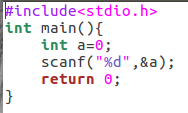 #include<stdio.h>
int main(){
    int a=0;
    scanf("%d",&a);
    return 0;
}